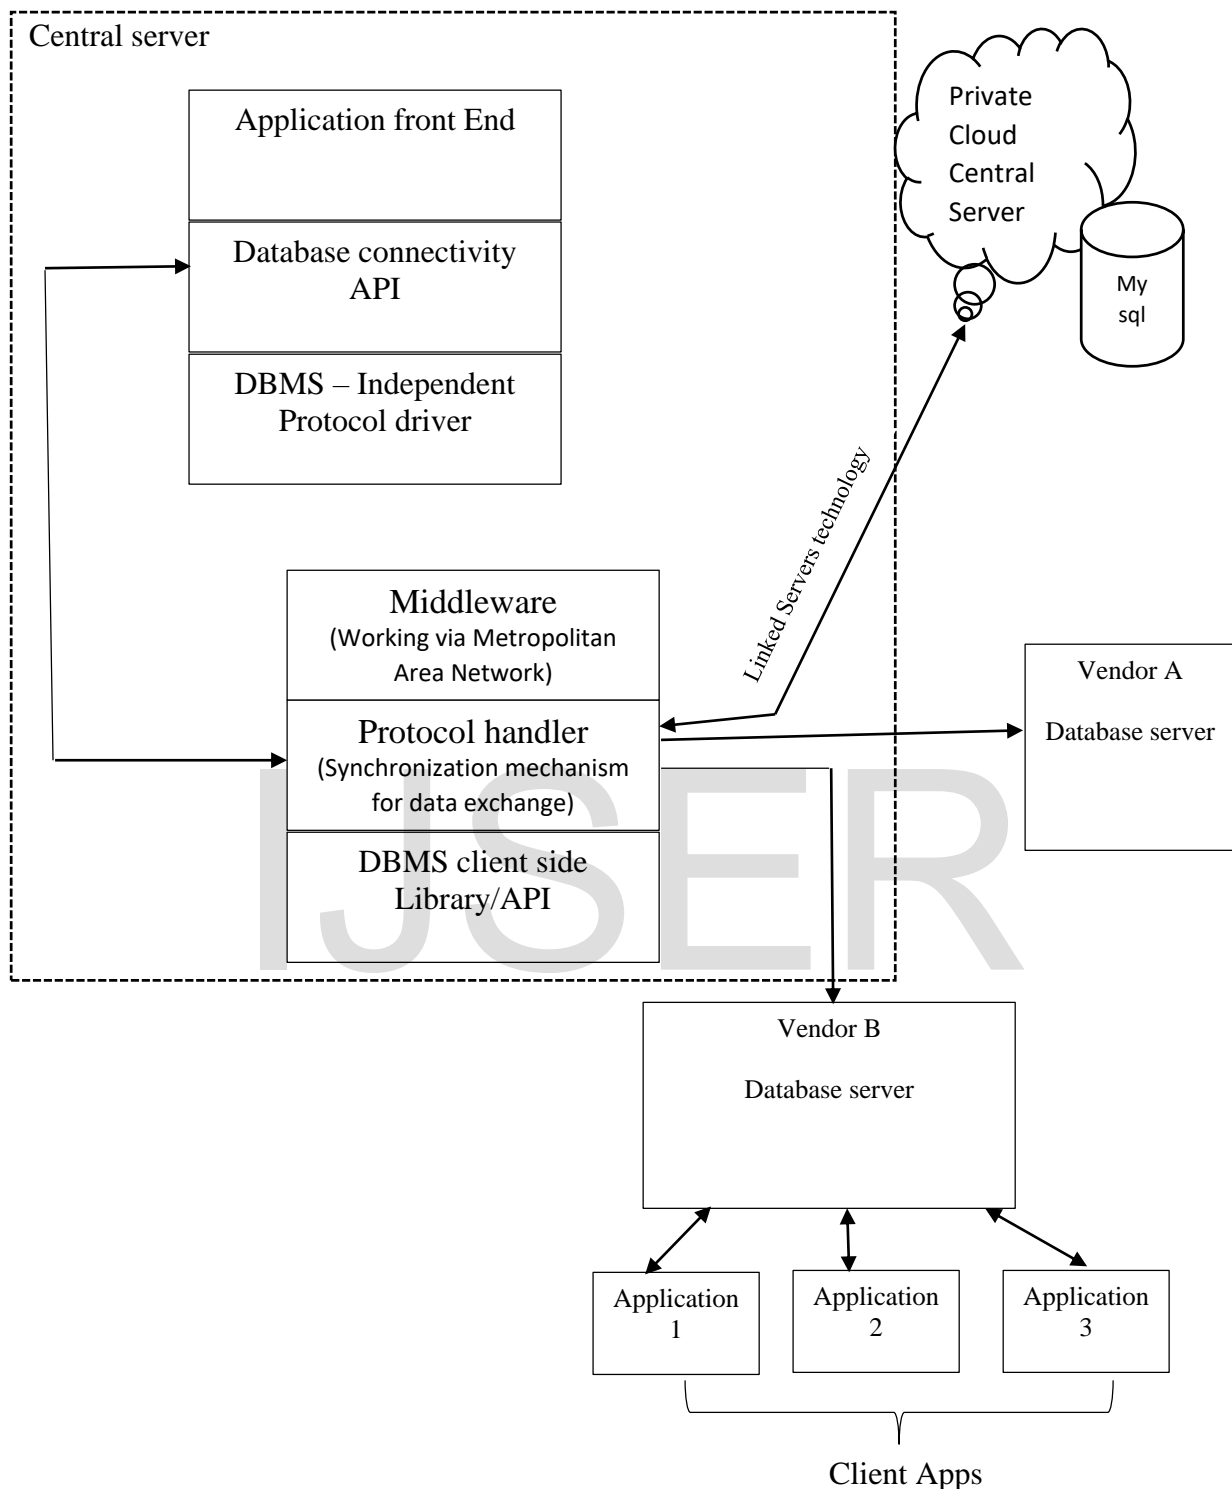 Central server
Application front End
Database connectivity
API
DBMS – Independent
Protocol driver
Private
Cloud
Central
Server
My
sql
Linked Servers technology
Middleware
(Working via Metropolitan
Area Network)
Protocol handler
(Synchronization mechanism
for data exchange)
DBMS client side
Library/API
Vendor A
Database server
IJSER
Vendor B
Database server
Application
1
Application
2
Application
3
Client Apps